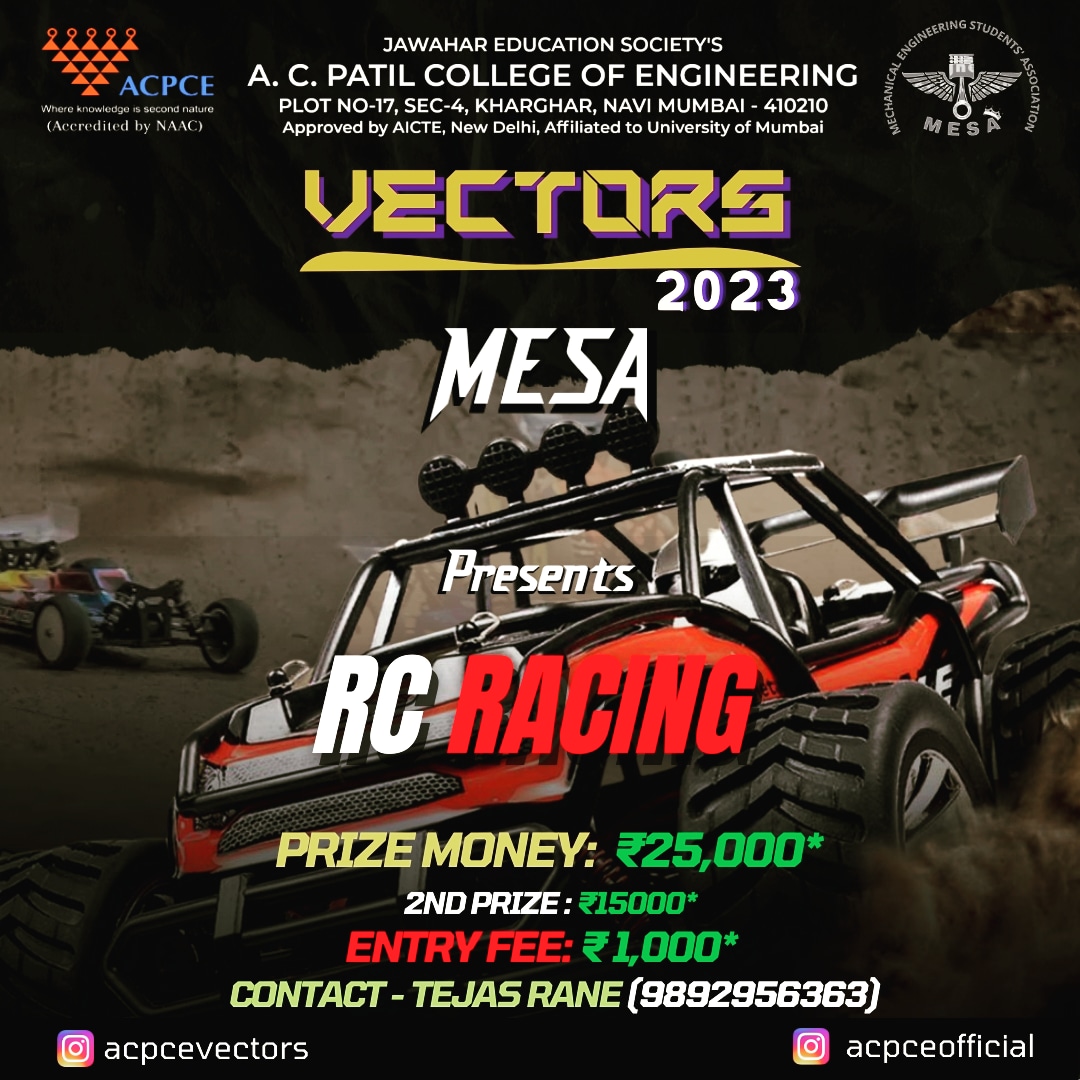 ACPCE
Where knowledge is second nature
(Accredited by NAAC)
JAWAHAR EDUCATION SOCIETY'S
A. C. PATIL COLLEGE OF ENGINEERING
PLOT NO-17, SEC-4, KHARGHAR, NAVI MUMBAI - 410210
Approved by AICTE, New Delhi, Affiliated to University of Mumbai
MECHANICAL ENGINEERING STUDENTS' ASSOCIATION
MESA
VECTORS
2023
MESA
Presents
RC RACING
PRIZE MONEY: ₹25,000*
2ND PRIZE : ₹15000*
ENTRY FEE: ₹ 1,000*
CONTACT - TEJAS RANE (9892956363)
acpcevectors
acpceofficial